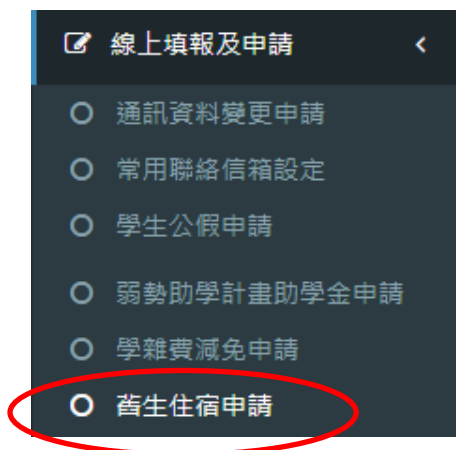 線上填報及申請
通訊資料變更申請
常用聯絡信箱設定
學生公假申請
弱勢助學計畫助學金申請
學雜費減免申請
舊生住宿申請